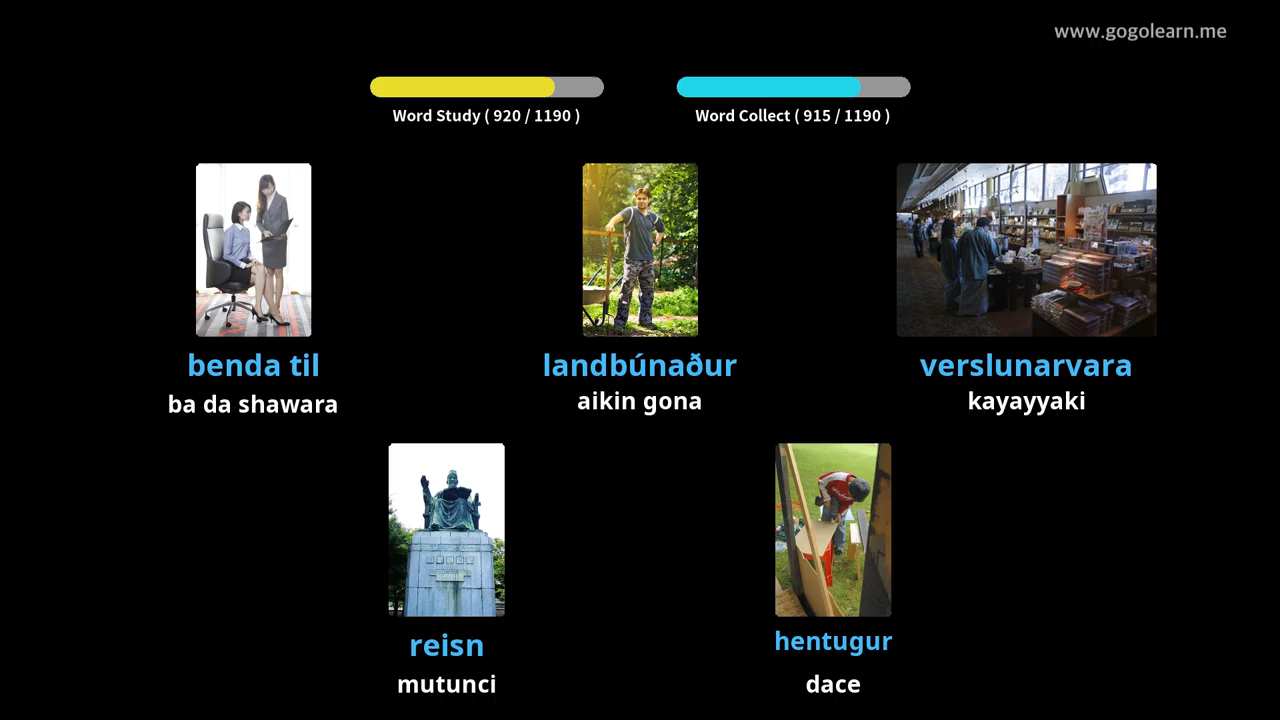 www.gogolearn.me
Word Study ( 920 / 1190 )
Word Collect ( 915 / 1190 )
benda til
landbúnaður
verslunarvara
ba da shawara
aikin gona
kayayyaki
reisn
hentugur
mutunci
dace